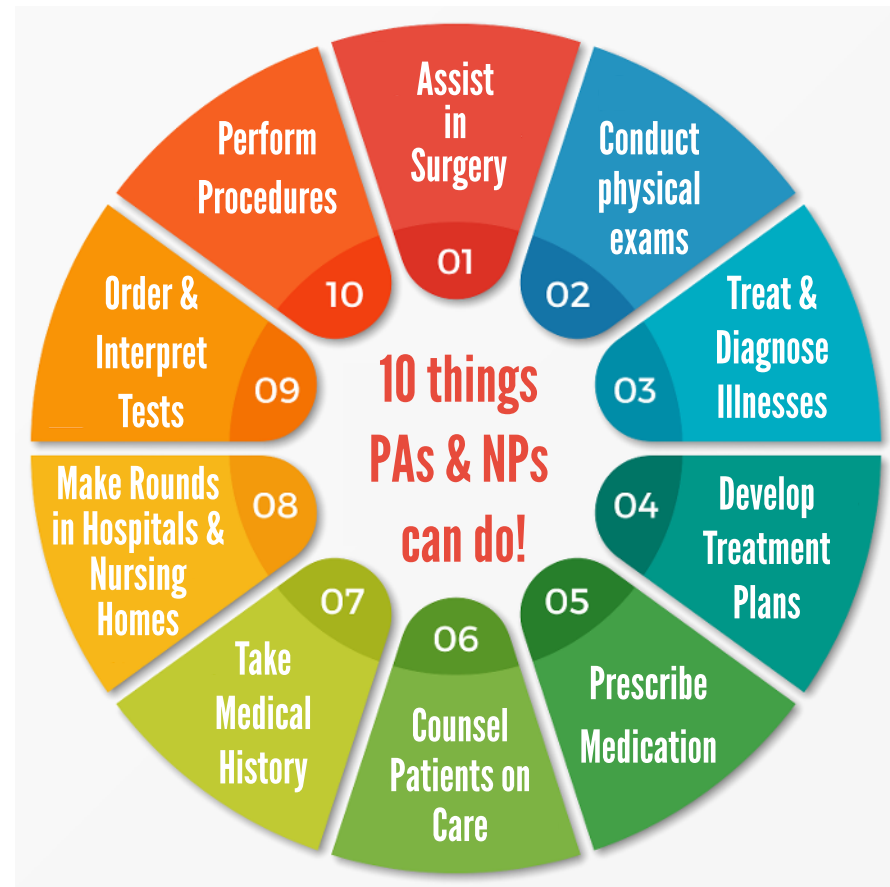 10 things
PAs & NPs
can do!
01
Assist
in
Surgery
02
Conduct
physical
exams
03
Treat &
Diagnose
Illnesses
04
Develop
Treatment
Plans
05
Prescribe
Medication
06
Counsel
Patients on
Care
07
Take
Medical
History
08
Make Rounds
in Hospitals &
Nursing
Homes
09
Order &
Interpret
Tests
10
Perform
Procedures